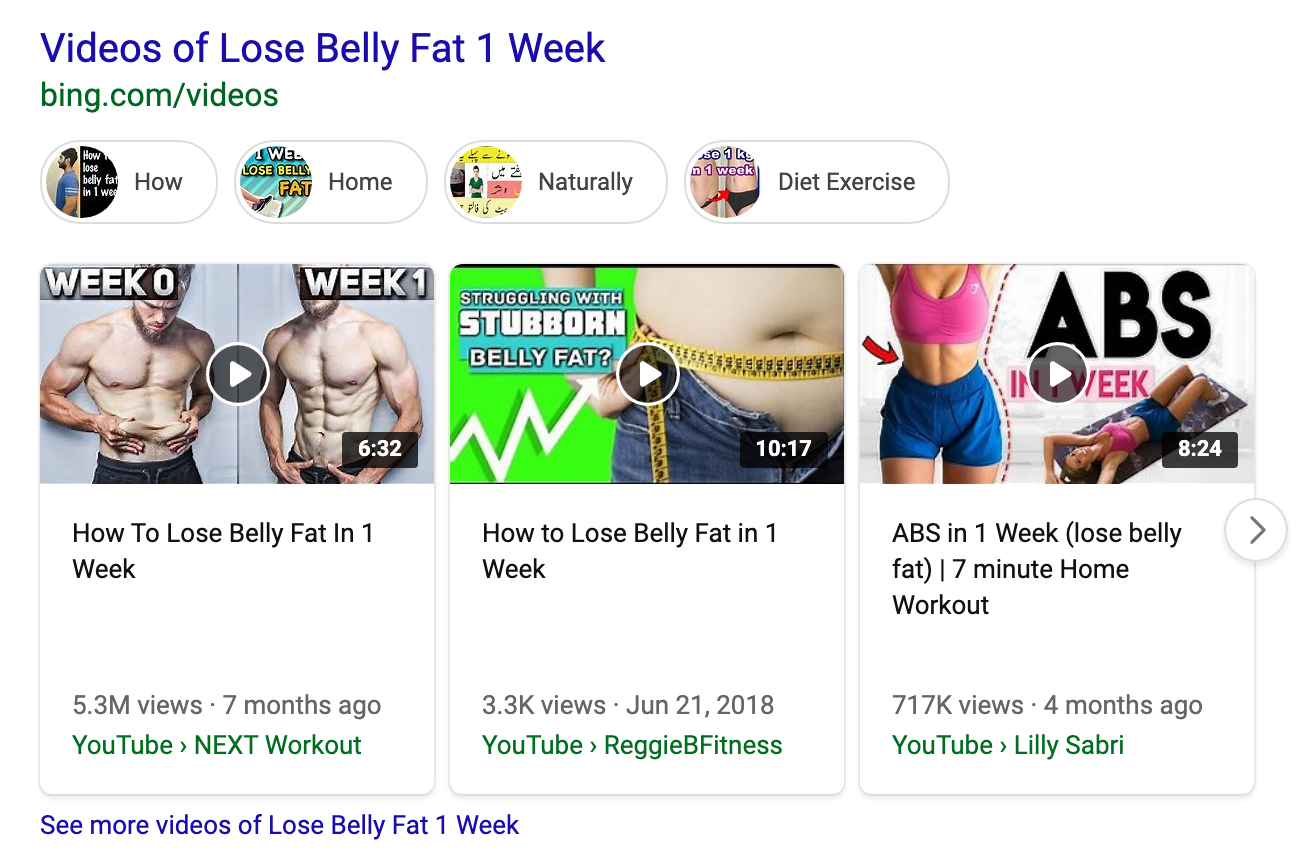 Videos of Lose Belly Fat 1 Week
bing.com/videos
How
lose
belly fat
in 1 week
How
1 WEE
LOSE BELLY
FAT
Home
Naturally
ose 1 kg
n 1 week
Diet Exercise
WEEK 0
WEEK 1
6:32
STRUGGLING WITH
STUBBORN
BELLY FAT?
10:17
ABS
IN 1 WEEK
8:24
How To Lose Belly Fat In 1
Week
5.3M views · 7 months ago
YouTube › NEXT Workout
How to Lose Belly Fat in 1
Week
3.3K views · Jun 21, 2018
YouTube › ReggieBFitness
ABS in 1 Week (lose belly
fat) | 7 minute Home
Workout
717K views · 4 months ago
YouTube › Lilly Sabri
See more videos of Lose Belly Fat 1 Week